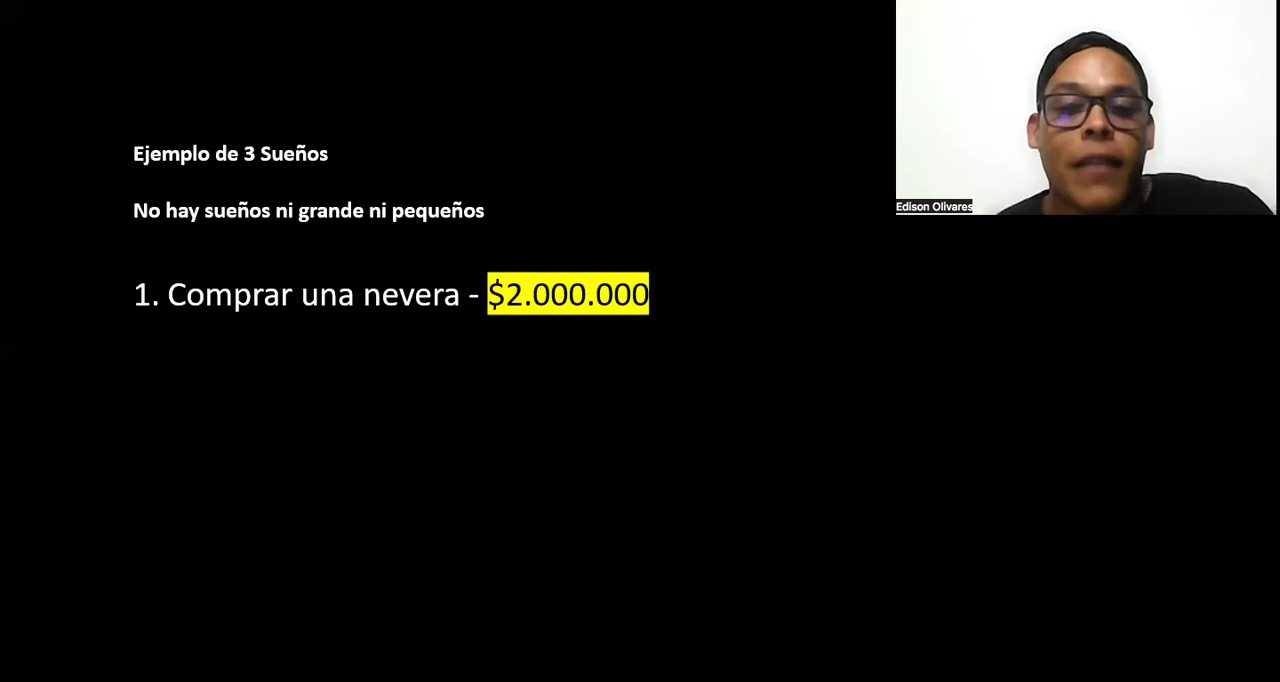 Ejemplo de 3 Sueños
No hay sueños ni grande ni pequeños
1. Comprar una nevera - $2.000.000
Edison Olivares